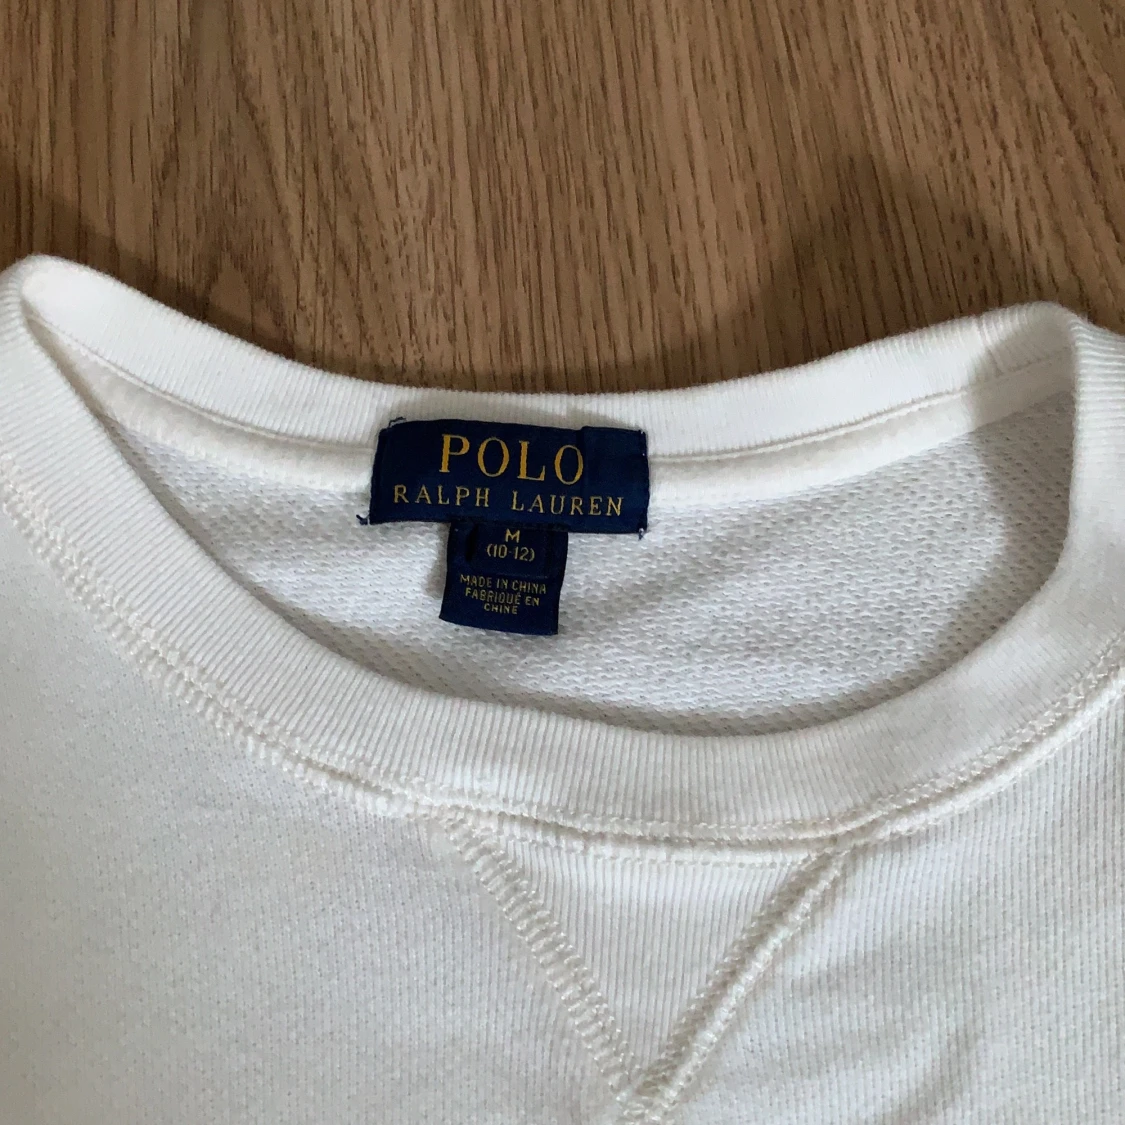 POLO
RALPH LAUREN
M
(10-12)
MADE IN CHINA
FABRIQUÉ EN
CHINE